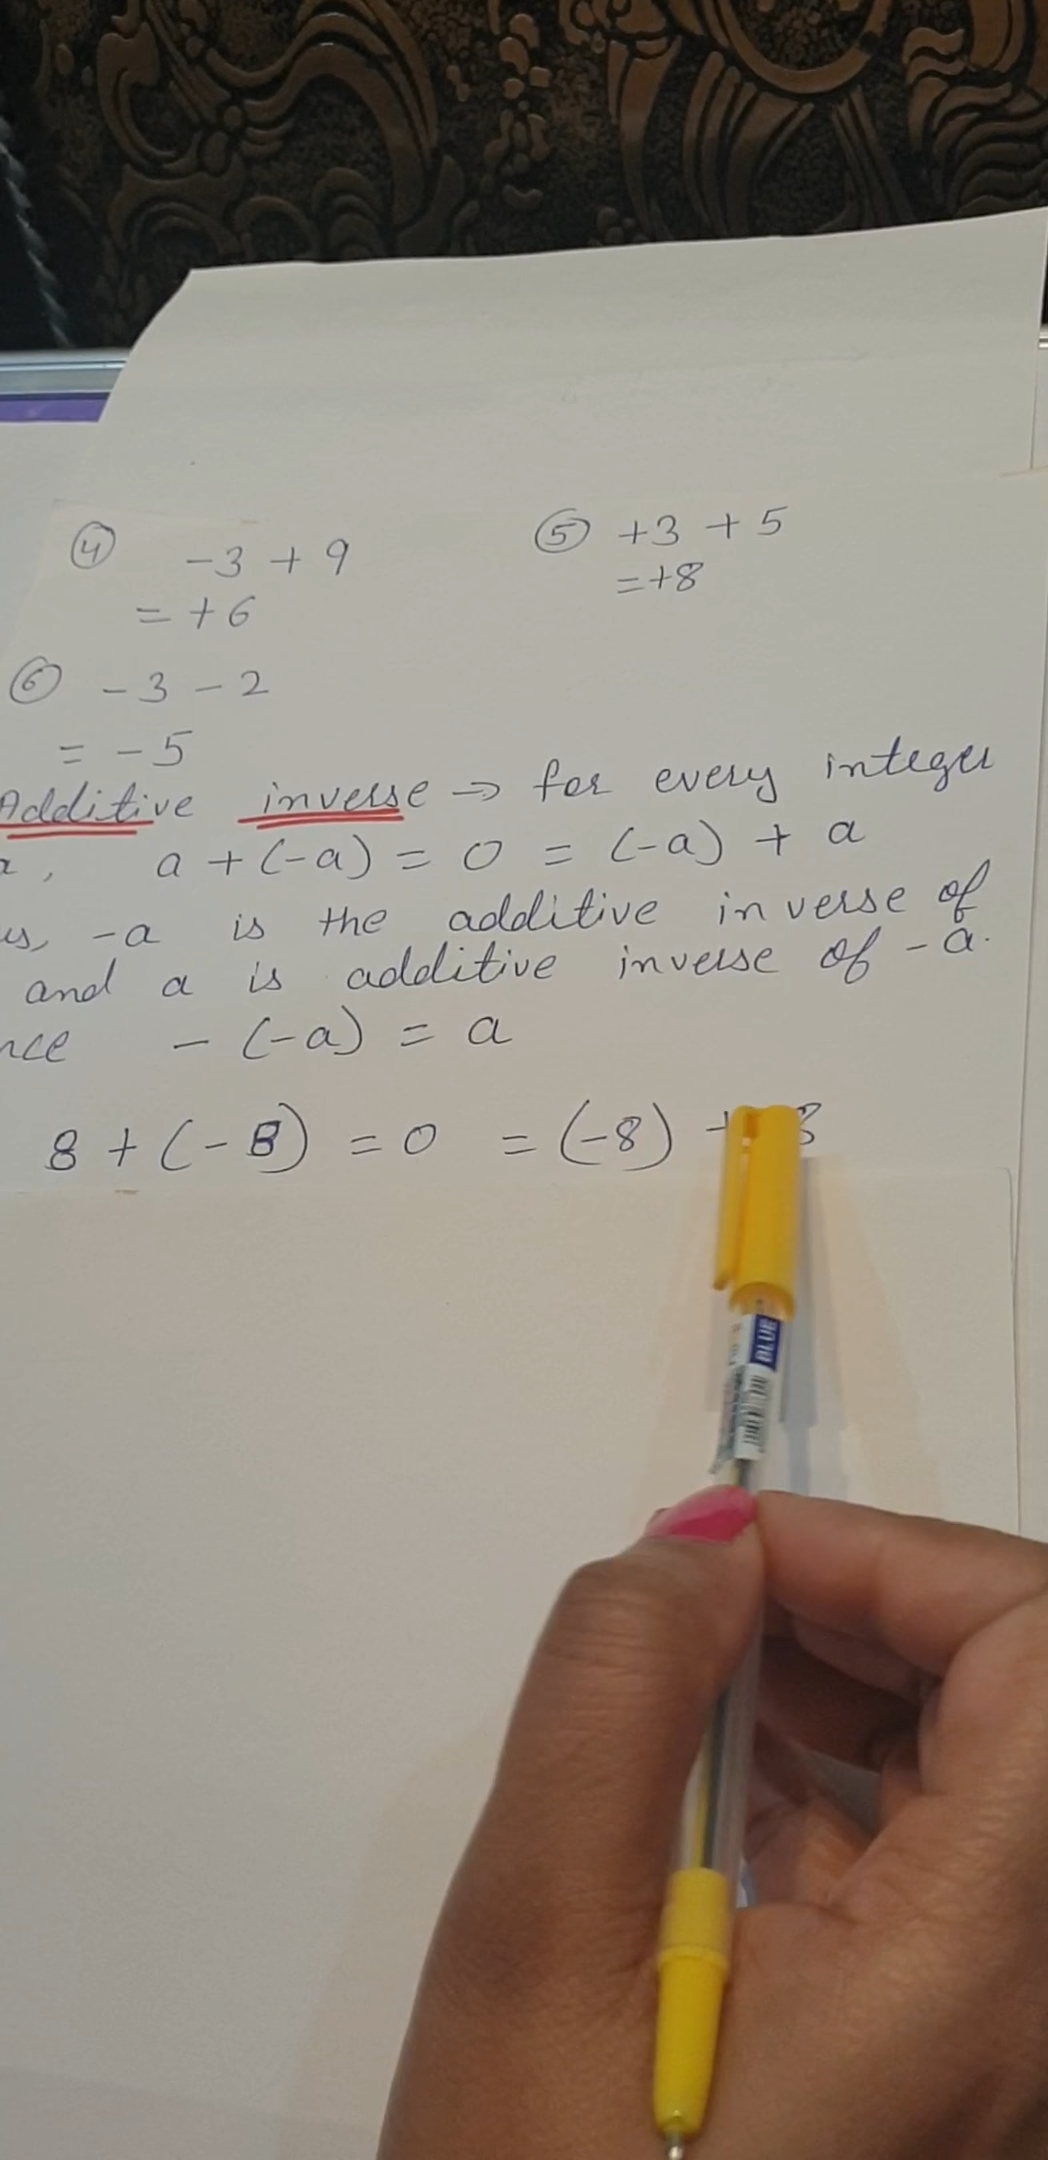 ④ -3 + 9
= +6
⑤ +3 + 5
= +8
⑥ -3 - 2
= -5
Additive inverse ⇒ for every integer
a, a + (-a) = 0 = (-a) + a
-a is the additive inverse of
and a is additive inverse of -a.
- (-a) = a
8 + (-8) = 0 = (-8) + 8
BLUE